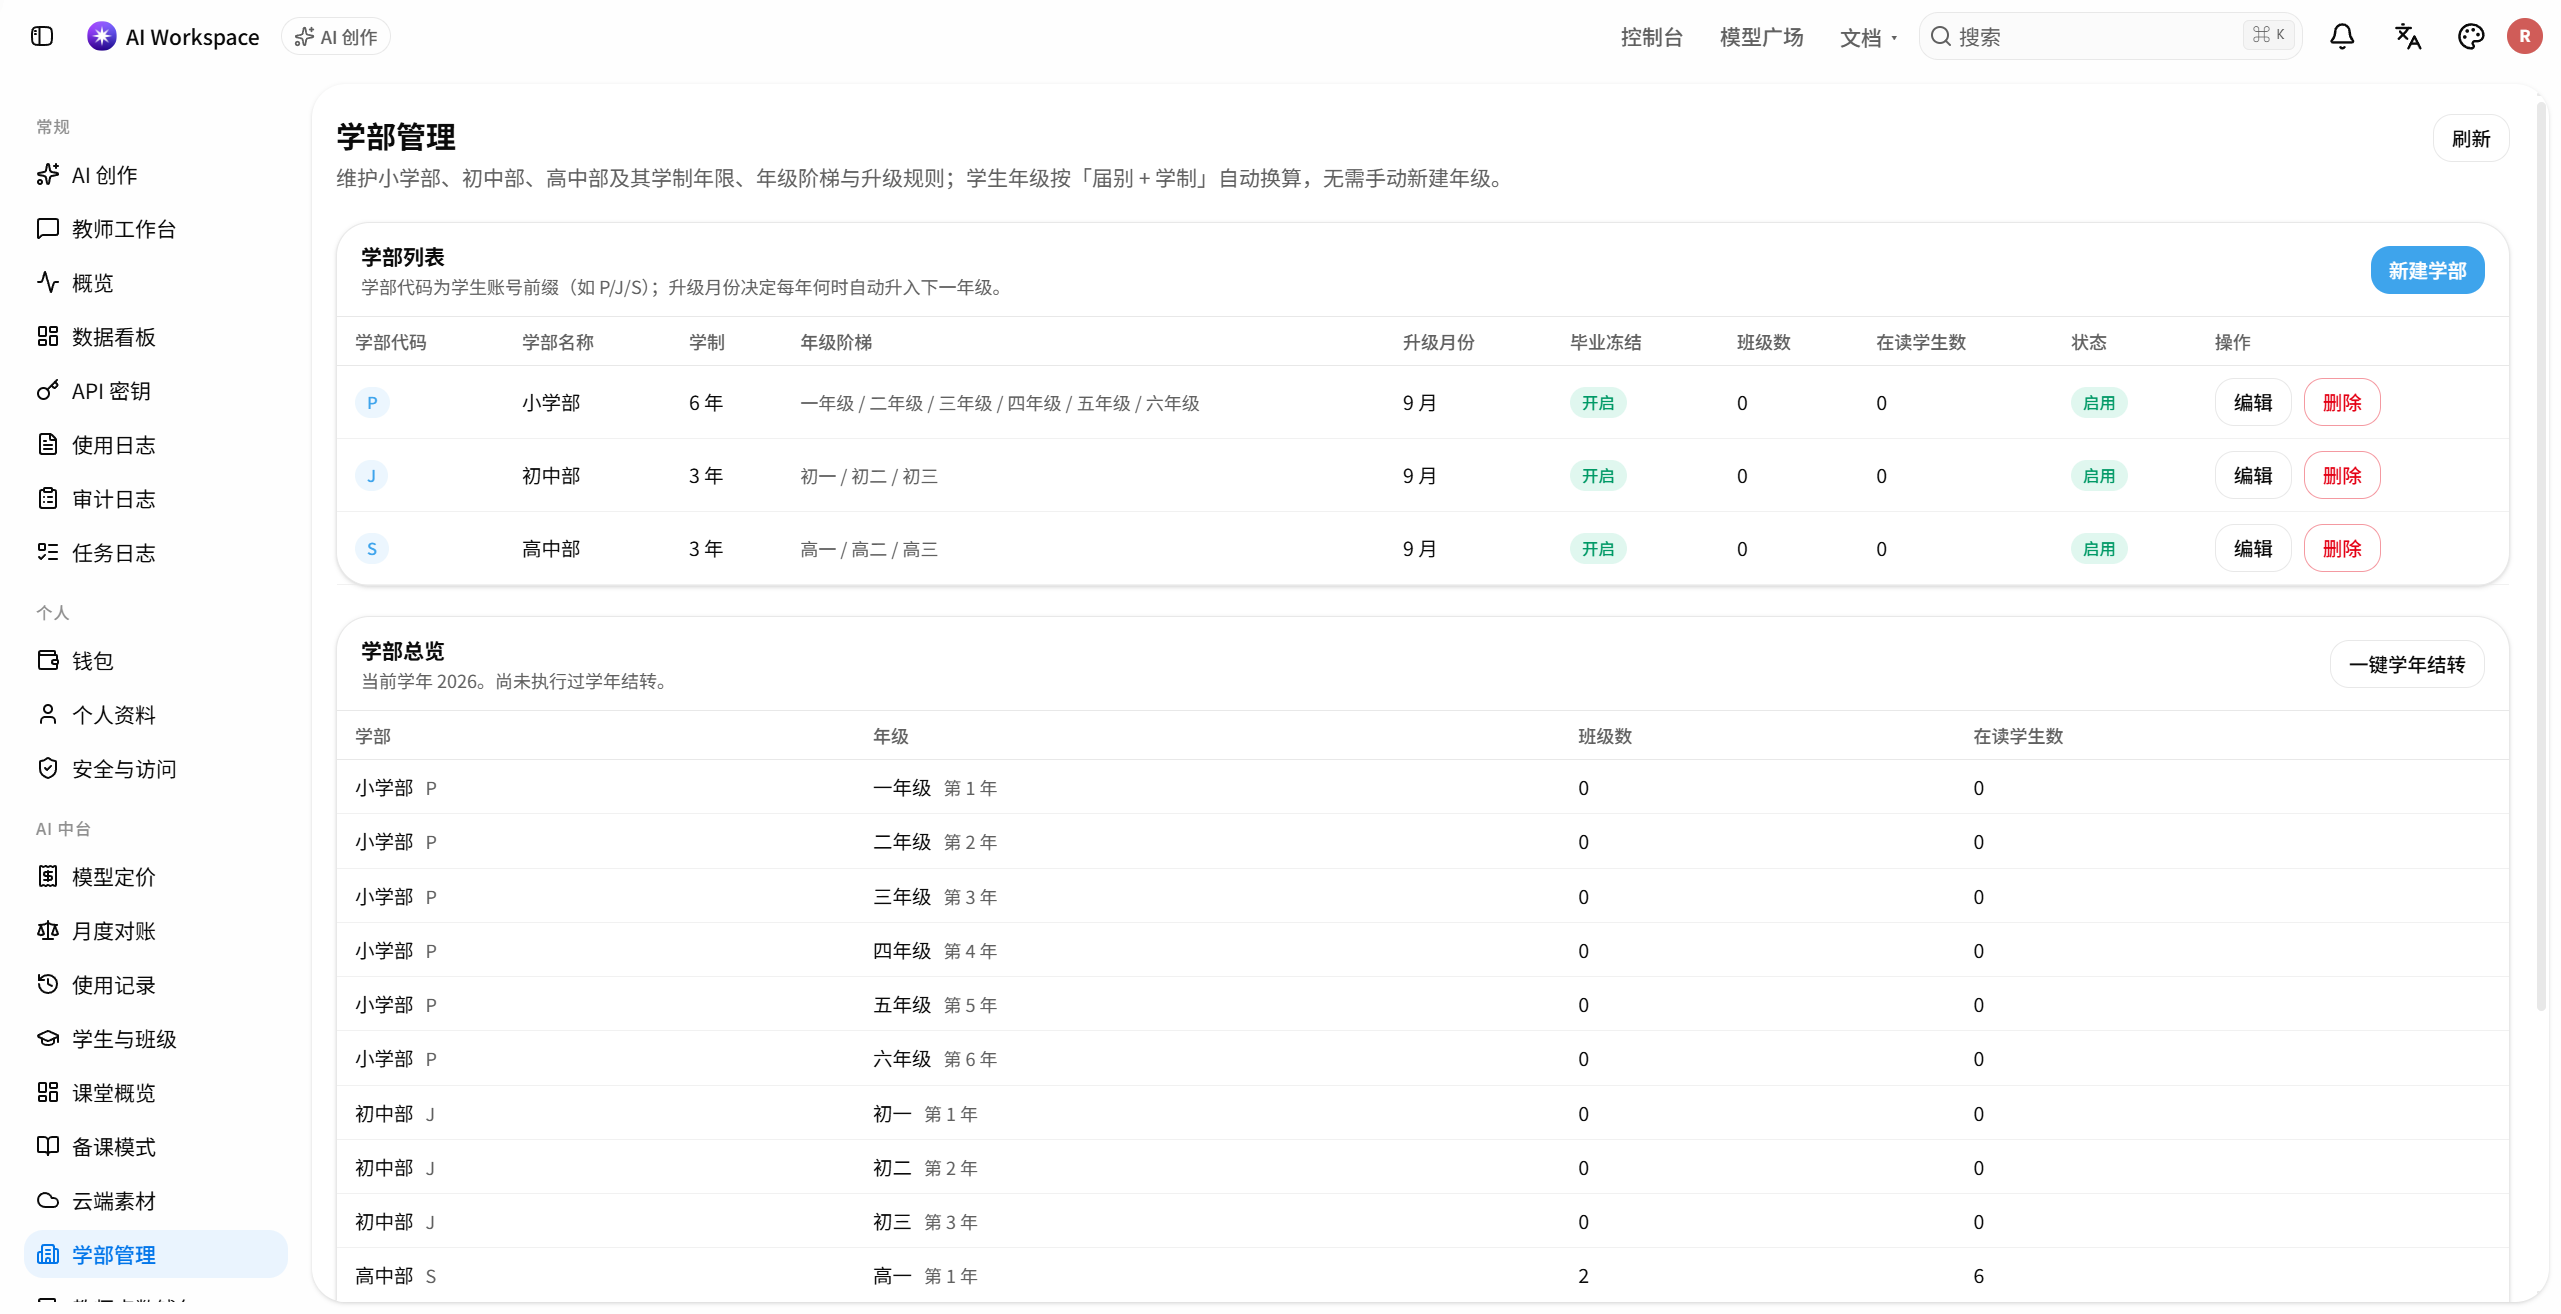 AI Workspace
AI 创作
控制台
模型广场
文档
搜索
⌘ K
R
常规
AI 创作
教师工作台
概览
数据看板
API 密钥
使用日志
审计日志
任务日志
个人
钱包
个人资料
安全与访问
AI 中台
模型定价
月度对账
使用记录
学生与班级
课堂概览
备课模式
云端素材
学部管理
学部管理
刷新
维护小学部、初中部、高中部及其学制年限、年级阶梯与升级规则；学生年级按「届别 + 学制」自动换算，无需手动新建年级。
学部列表
学部代码为学生账号前缀（如 P/J/S）；升级月份决定每年何时自动升入下一年级。
新建学部
学部代码 学部名称 学制 年级阶梯 升级月份 毕业冻结 班级数 在读学生数 状态 操作
P 小学部 6 年 一年级 / 二年级 / 三年级 / 四年级 / 五年级 / 六年级 9 月 开启 0 0 启用 编辑 删除
J 初中部 3 年 初一 / 初二 / 初三 9 月 开启 0 0 启用 编辑 删除
S 高中部 3 年 高一 / 高二 / 高三 9 月 开启 0 0 启用 编辑 删除
学部总览
当前学年 2026。尚未执行过学年结转。
一键学年结转
学部 年级 班级数 在读学生数
小学部 P 一年级 第 1 年 0 0
小学部 P 二年级 第 2 年 0 0
小学部 P 三年级 第 3 年 0 0
小学部 P 四年级 第 4 年 0 0
小学部 P 五年级 第 5 年 0 0
小学部 P 六年级 第 6 年 0 0
初中部 J 初一 第 1 年 0 0
初中部 J 初二 第 2 年 0 0
初中部 J 初三 第 3 年 0 0
高中部 S 高一 第 1 年 2 6